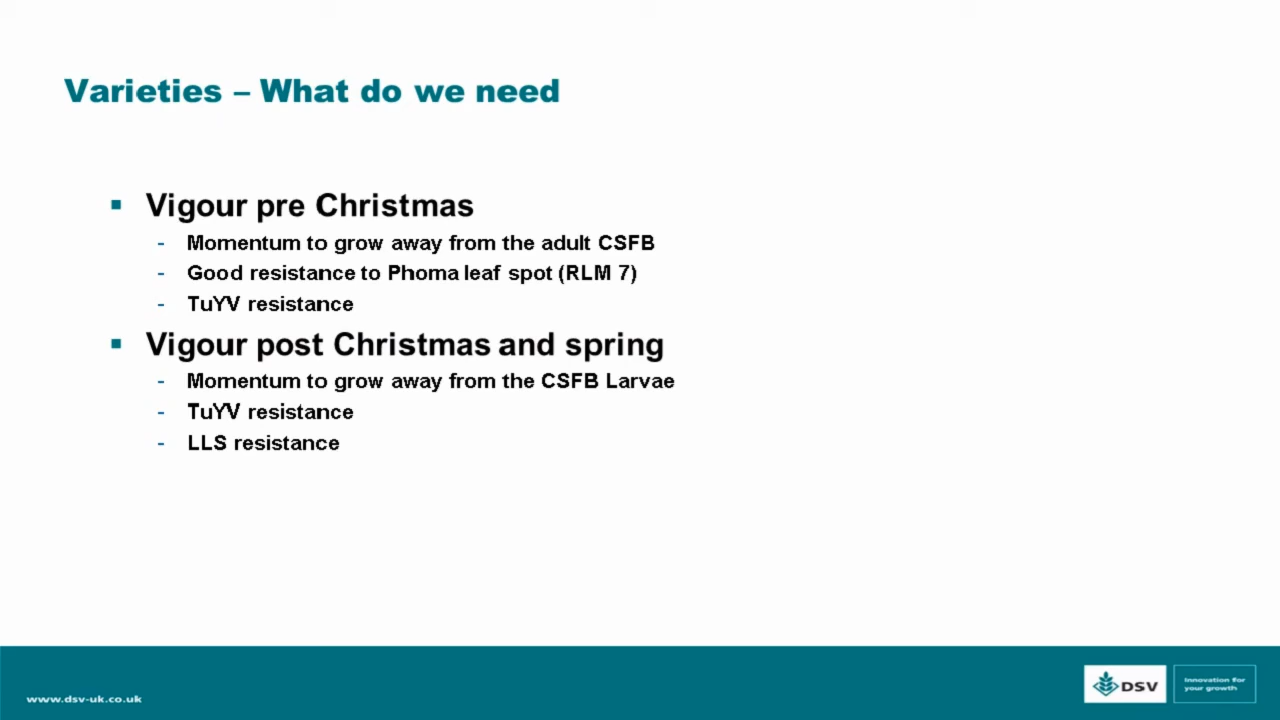 Varieties – What do we need
▪ Vigour pre Christmas
- Momentum to grow away from the adult CSFB
- Good resistance to Phoma leaf spot (RLM 7)
- TuYV resistance
▪ Vigour post Christmas and spring
- Momentum to grow away from the CSFB Larvae
- TuYV resistance
- LLS resistance
www.dsv-uk.co.uk
DSV
Innovation for
your growth